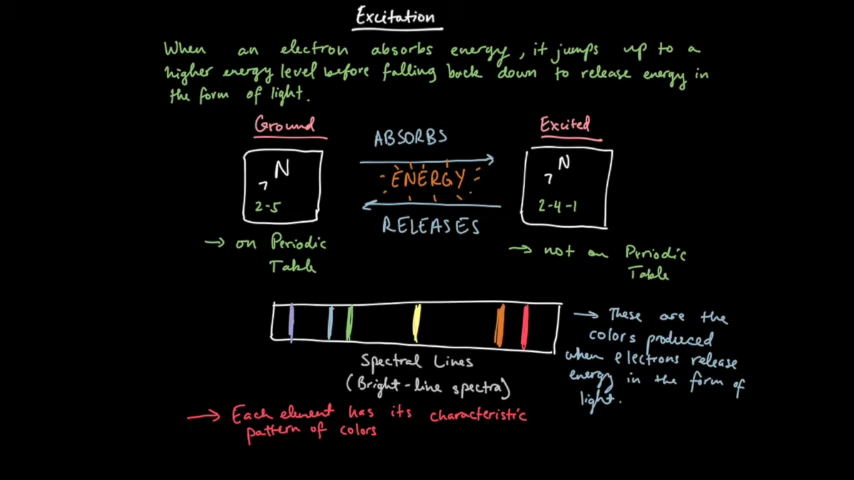 Excitation
When an electron absorbs energy, it jumps up to a
higher energy level before falling back down to release energy in
the form of light.
Ground
ABSORBS
Excited
7 N
2-5
ENERGY
7 N
2-4-1
RELEASES
→ on Periodic
Table
→ not on Periodic
Table
→ These are the
colors produced
when electrons release
energy in the form of
light.
Spectral Lines
(Bright-line spectra)
→ Each element has its characteristic
pattern of colors